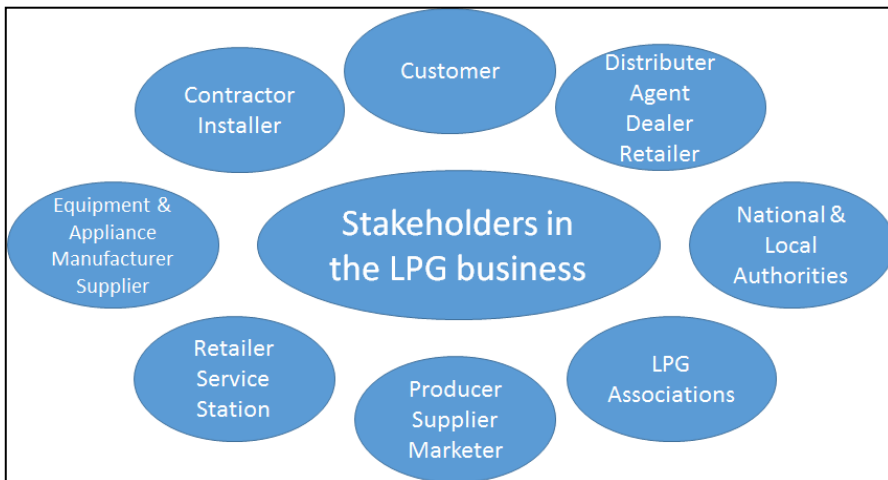 Customer
Distributer
Agent
Dealer
Retailer
National &
Local
Authorities
LPG
Associations
Producer
Supplier
Marketer
Retailer
Service
Station
Equipment &
Appliance
Manufacturer
Supplier
Contractor
Installer
Stakeholders in
the LPG business